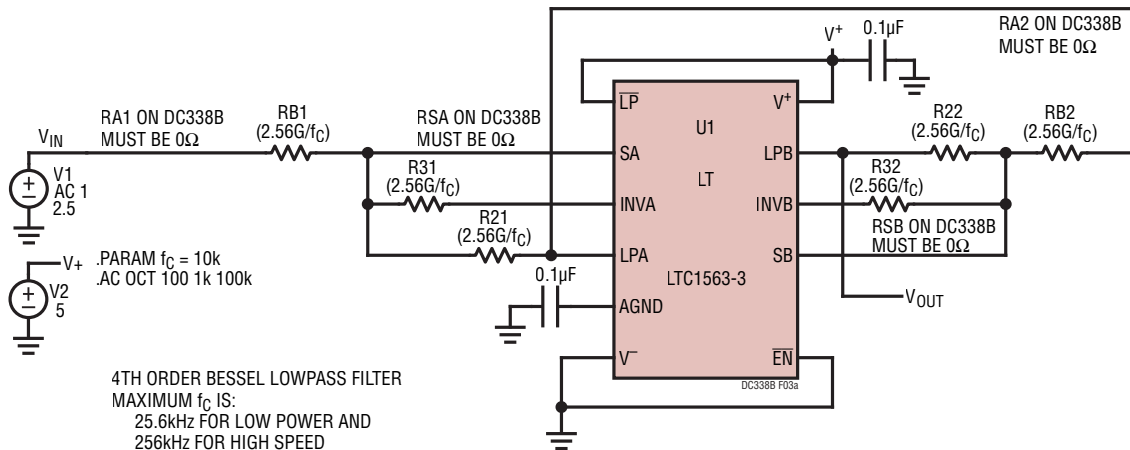 RA2 ON DC338B
MUST BE 0Ω
V+
0.1µF
RA1 ON DC338B
MUST BE 0Ω
VIN
RB1
(2.56G/fC)
RSA ON DC338B
MUST BE 0Ω
LP
V+
U1
R22
(2.56G/fC)
RB2
(2.56G/fC)
V1
AC 1
2.5
+
–
R31
(2.56G/fC)
SA
LT
LPB
R32
(2.56G/fC)
INVA
INVB
R21
(2.56G/fC)
RSB ON DC338B
MUST BE 0Ω
LPA
SB
V+
.PARAM fC = 10k
.AC OCT 100 1k 100k
V2
5
+
–
0.1µF
LTC1563-3
AGND
VOUT
V–
EN
DC338B F03a
4TH ORDER BESSEL LOWPASS FILTER
MAXIMUM fC IS:
25.6kHz FOR LOW POWER AND
256kHz FOR HIGH SPEED